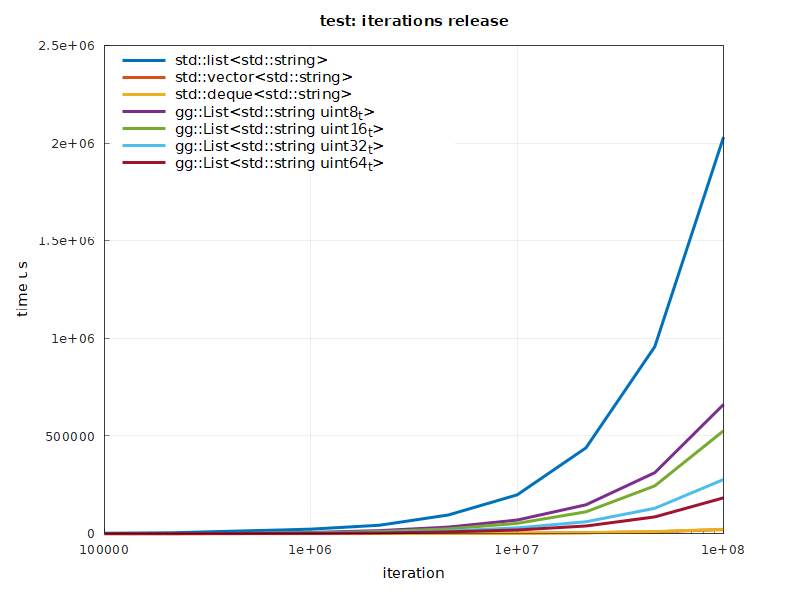 test: iterations release
2.5e+06
2e+06
1.5e+06
1e+06
500000
0
time us
std::list<std::string>
std::vector<std::string>
std::deque<std::string>
gg::List<std::string uint8t>
gg::List<std::string uint16t>
gg::List<std::string uint32t>
gg::List<std::string uint64t>
100000 1e+06 1e+07 1e+08
iteration